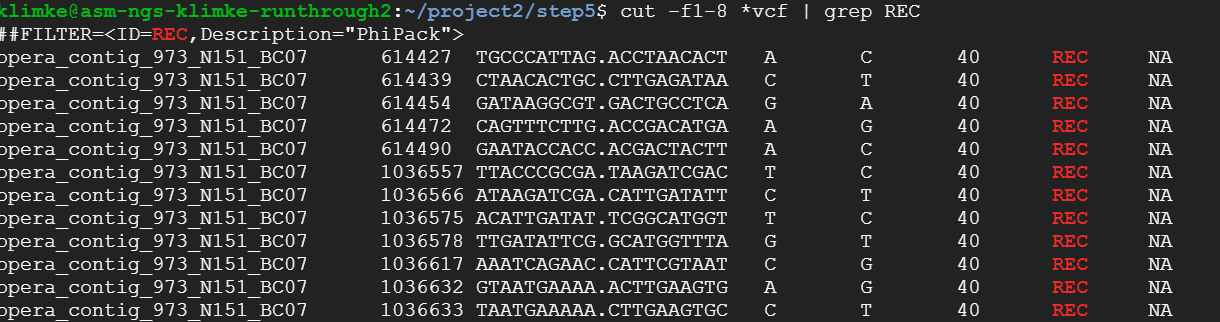 klimke@asm-ngs-klimke-runthrough2:~/project2/step5$ cut -f1-8 *vcf | grep REC
##FILTER=<ID=REC,Description="PhiPack">
opera_contig_973_N151_BC07 614427 TGCCCATTAG.ACCTAACACT A C 40 REC NA
opera_contig_973_N151_BC07 614439 CTAACACTGC.CTTGAGATAA C T 40 REC NA
opera_contig_973_N151_BC07 614454 GATAAGGCGT.GACTGCCTCA G A 40 REC NA
opera_contig_973_N151_BC07 614472 CAGTTTCTTG.ACCGACATGA A G 40 REC NA
opera_contig_973_N151_BC07 614490 GAATACCACC.ACGACTACTT A C 40 REC NA
opera_contig_973_N151_BC07 1036557 TTACCCGCGA.TAAGATCGAC T C 40 REC NA
opera_contig_973_N151_BC07 1036566 ATAAGATCGA.CATTGATATT C T 40 REC NA
opera_contig_973_N151_BC07 1036575 ACATTGATAT.TCGGCATGGT T C 40 REC NA
opera_contig_973_N151_BC07 1036578 TTGATATTCG.GCATGGTTTA G T 40 REC NA
opera_contig_973_N151_BC07 1036617 AAATCAGAAC.CATTCGTAAT C G 40 REC NA
opera_contig_973_N151_BC07 1036632 GTAATGAAAA.ACTTGAAGTG A G 40 REC NA
opera_contig_973_N151_BC07 1036633 TAATGAAAAA.CTTGAAGTGC C T 40 REC NA